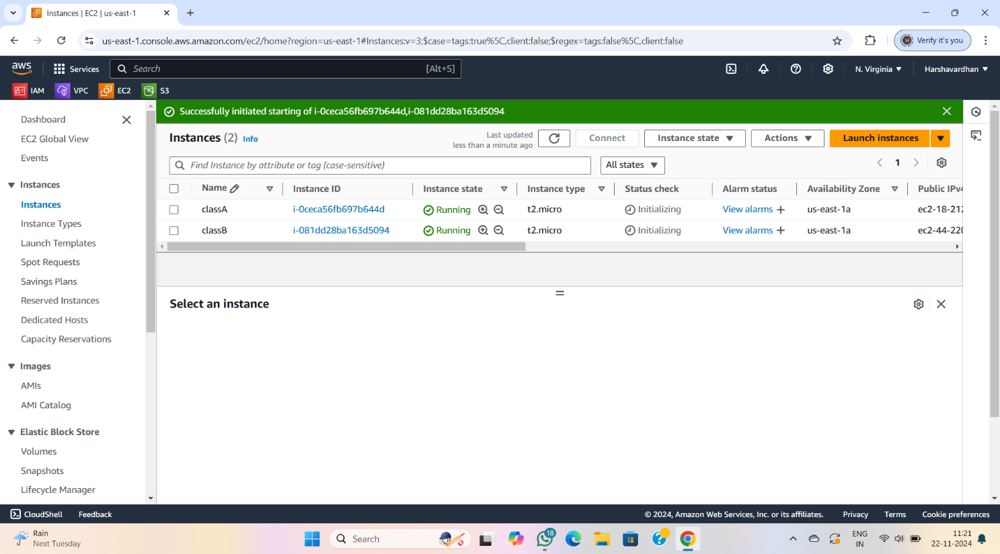 Instances | EC2 | us-east-1
us-east-1.console.aws.amazon.com/ec2/home?region=us-east-1#Instances:v=3;$case=tags:true%5C,client:false;$regex=tags:false%5C,client:false
H Verify it's you
aws Services Search [Alt+S] N. Virginia Harshavardhan
IAM VPC EC2 S3
Successfully initiated starting of i-0ceca56fb697b644d,i-081dd28ba163d5094
Dashboard
EC2 Global View
Events
Instances
Instances
Instance Types
Launch Templates
Spot Requests
Savings Plans
Reserved Instances
Dedicated Hosts
Capacity Reservations
Images
AMIs
AMI Catalog
Elastic Block Store
Volumes
Snapshots
Lifecycle Manager
Instances (2) Info
Last updated
less than a minute ago
Connect Instance state Actions Launch instances
Find Instance by attribute or tag (case-sensitive) All states 1
Name Instance ID Instance state Instance type Status check Alarm status Availability Zone Public IPv4
classA i-0ceca56fb697b644d Running t2.micro Initializing View alarms + us-east-1a ec2-18-212
classB i-081dd28ba163d5094 Running t2.micro Initializing View alarms + us-east-1a ec2-44-220
Select an instance
CloudShell Feedback © 2024, Amazon Web Services, Inc. or its affiliates. Privacy Terms Cookie preferences
Rain
Next Tuesday
Search
18
ENG
IN
11:21
22-11-2024